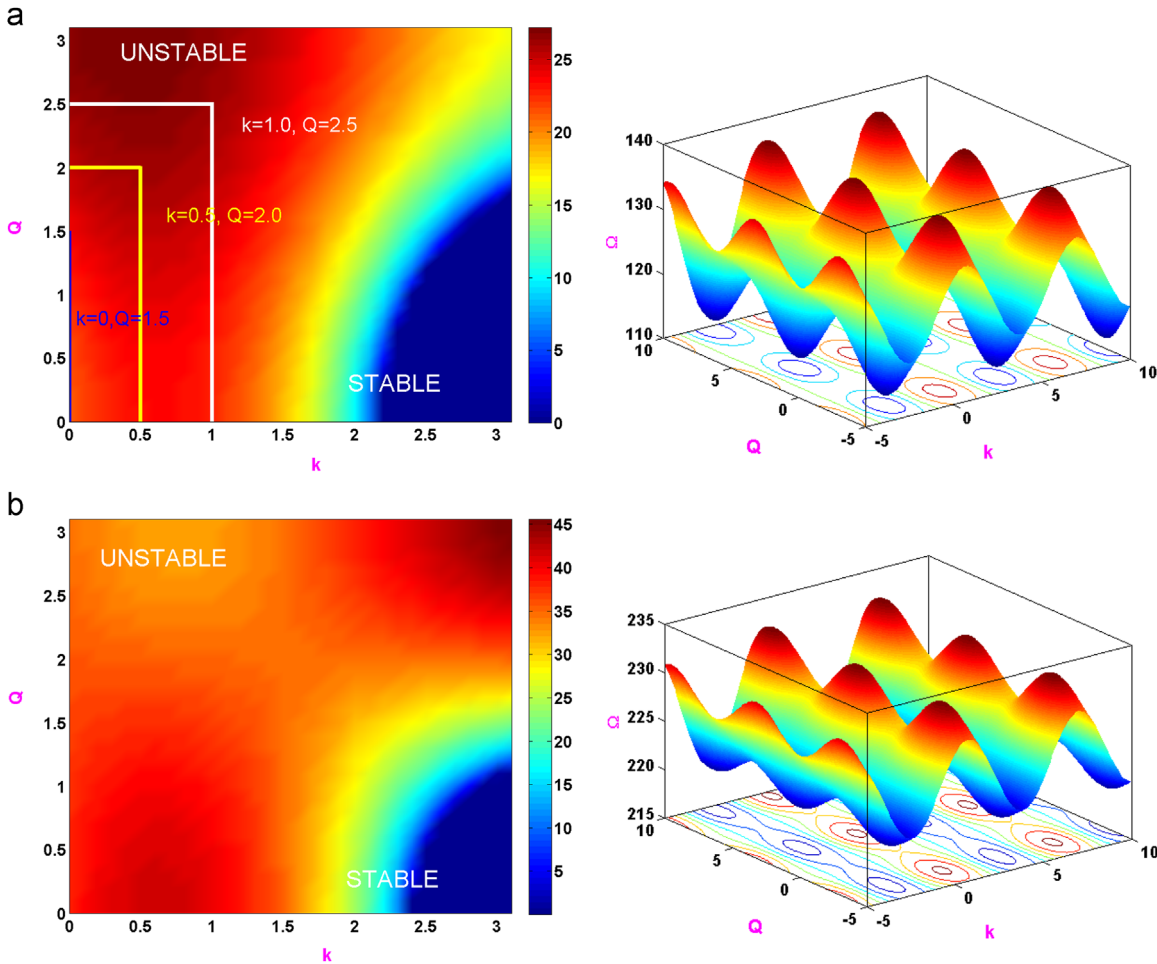 a
UNSTABLE
k=1.0, Q=2.5
k=0.5, Q=2.0
k=0,Q=1.5
STABLE
3
2.5
2
1.5
1
0.5
0
Q
0 0.5 1 1.5 2 2.5 3
k
25
20
15
10
5
0
140
130
120
110
Ω
10
5
0
-5
Q
-5
0
5
10
k
b
UNSTABLE
STABLE
3
2.5
2
1.5
1
0.5
0
Q
0 0.5 1 1.5 2 2.5 3
k
45
40
35
30
25
20
15
10
5
235
230
225
220
215
Ω
10
5
0
-5
Q
-5
0
5
10
k